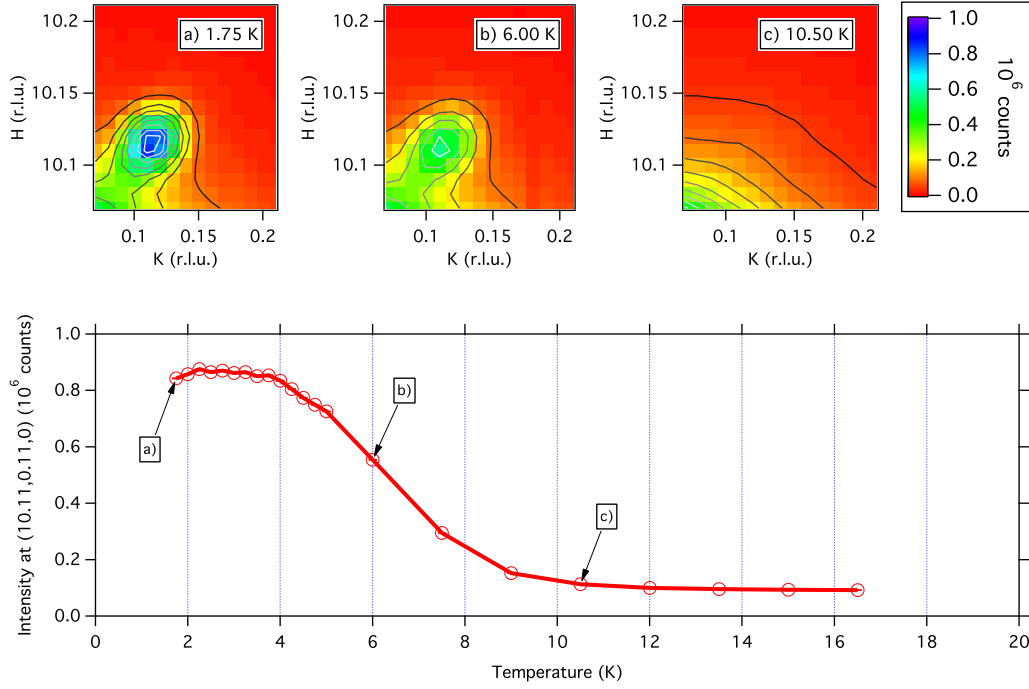 a) 1.75 K
b) 6.00 K
c) 10.50 K
10.2
10.15
10.1
H (r.l.u.)
0.1 0.15 0.2
K (r.l.u.)
10.2
10.15
10.1
H (r.l.u.)
0.1 0.15 0.2
K (r.l.u.)
10.2
10.15
10.1
H (r.l.u.)
0.1 0.15 0.2
K (r.l.u.)
1.0
0.8
0.6
0.4
0.2
0.0
10⁶ counts
Intensity at (10.11,0.11,0) (10⁶ counts)
1.0
0.8
0.6
0.4
0.2
0.0
a)
b)
c)
0 2 4 6 8 10 12 14 16 18 20
Temperature (K)